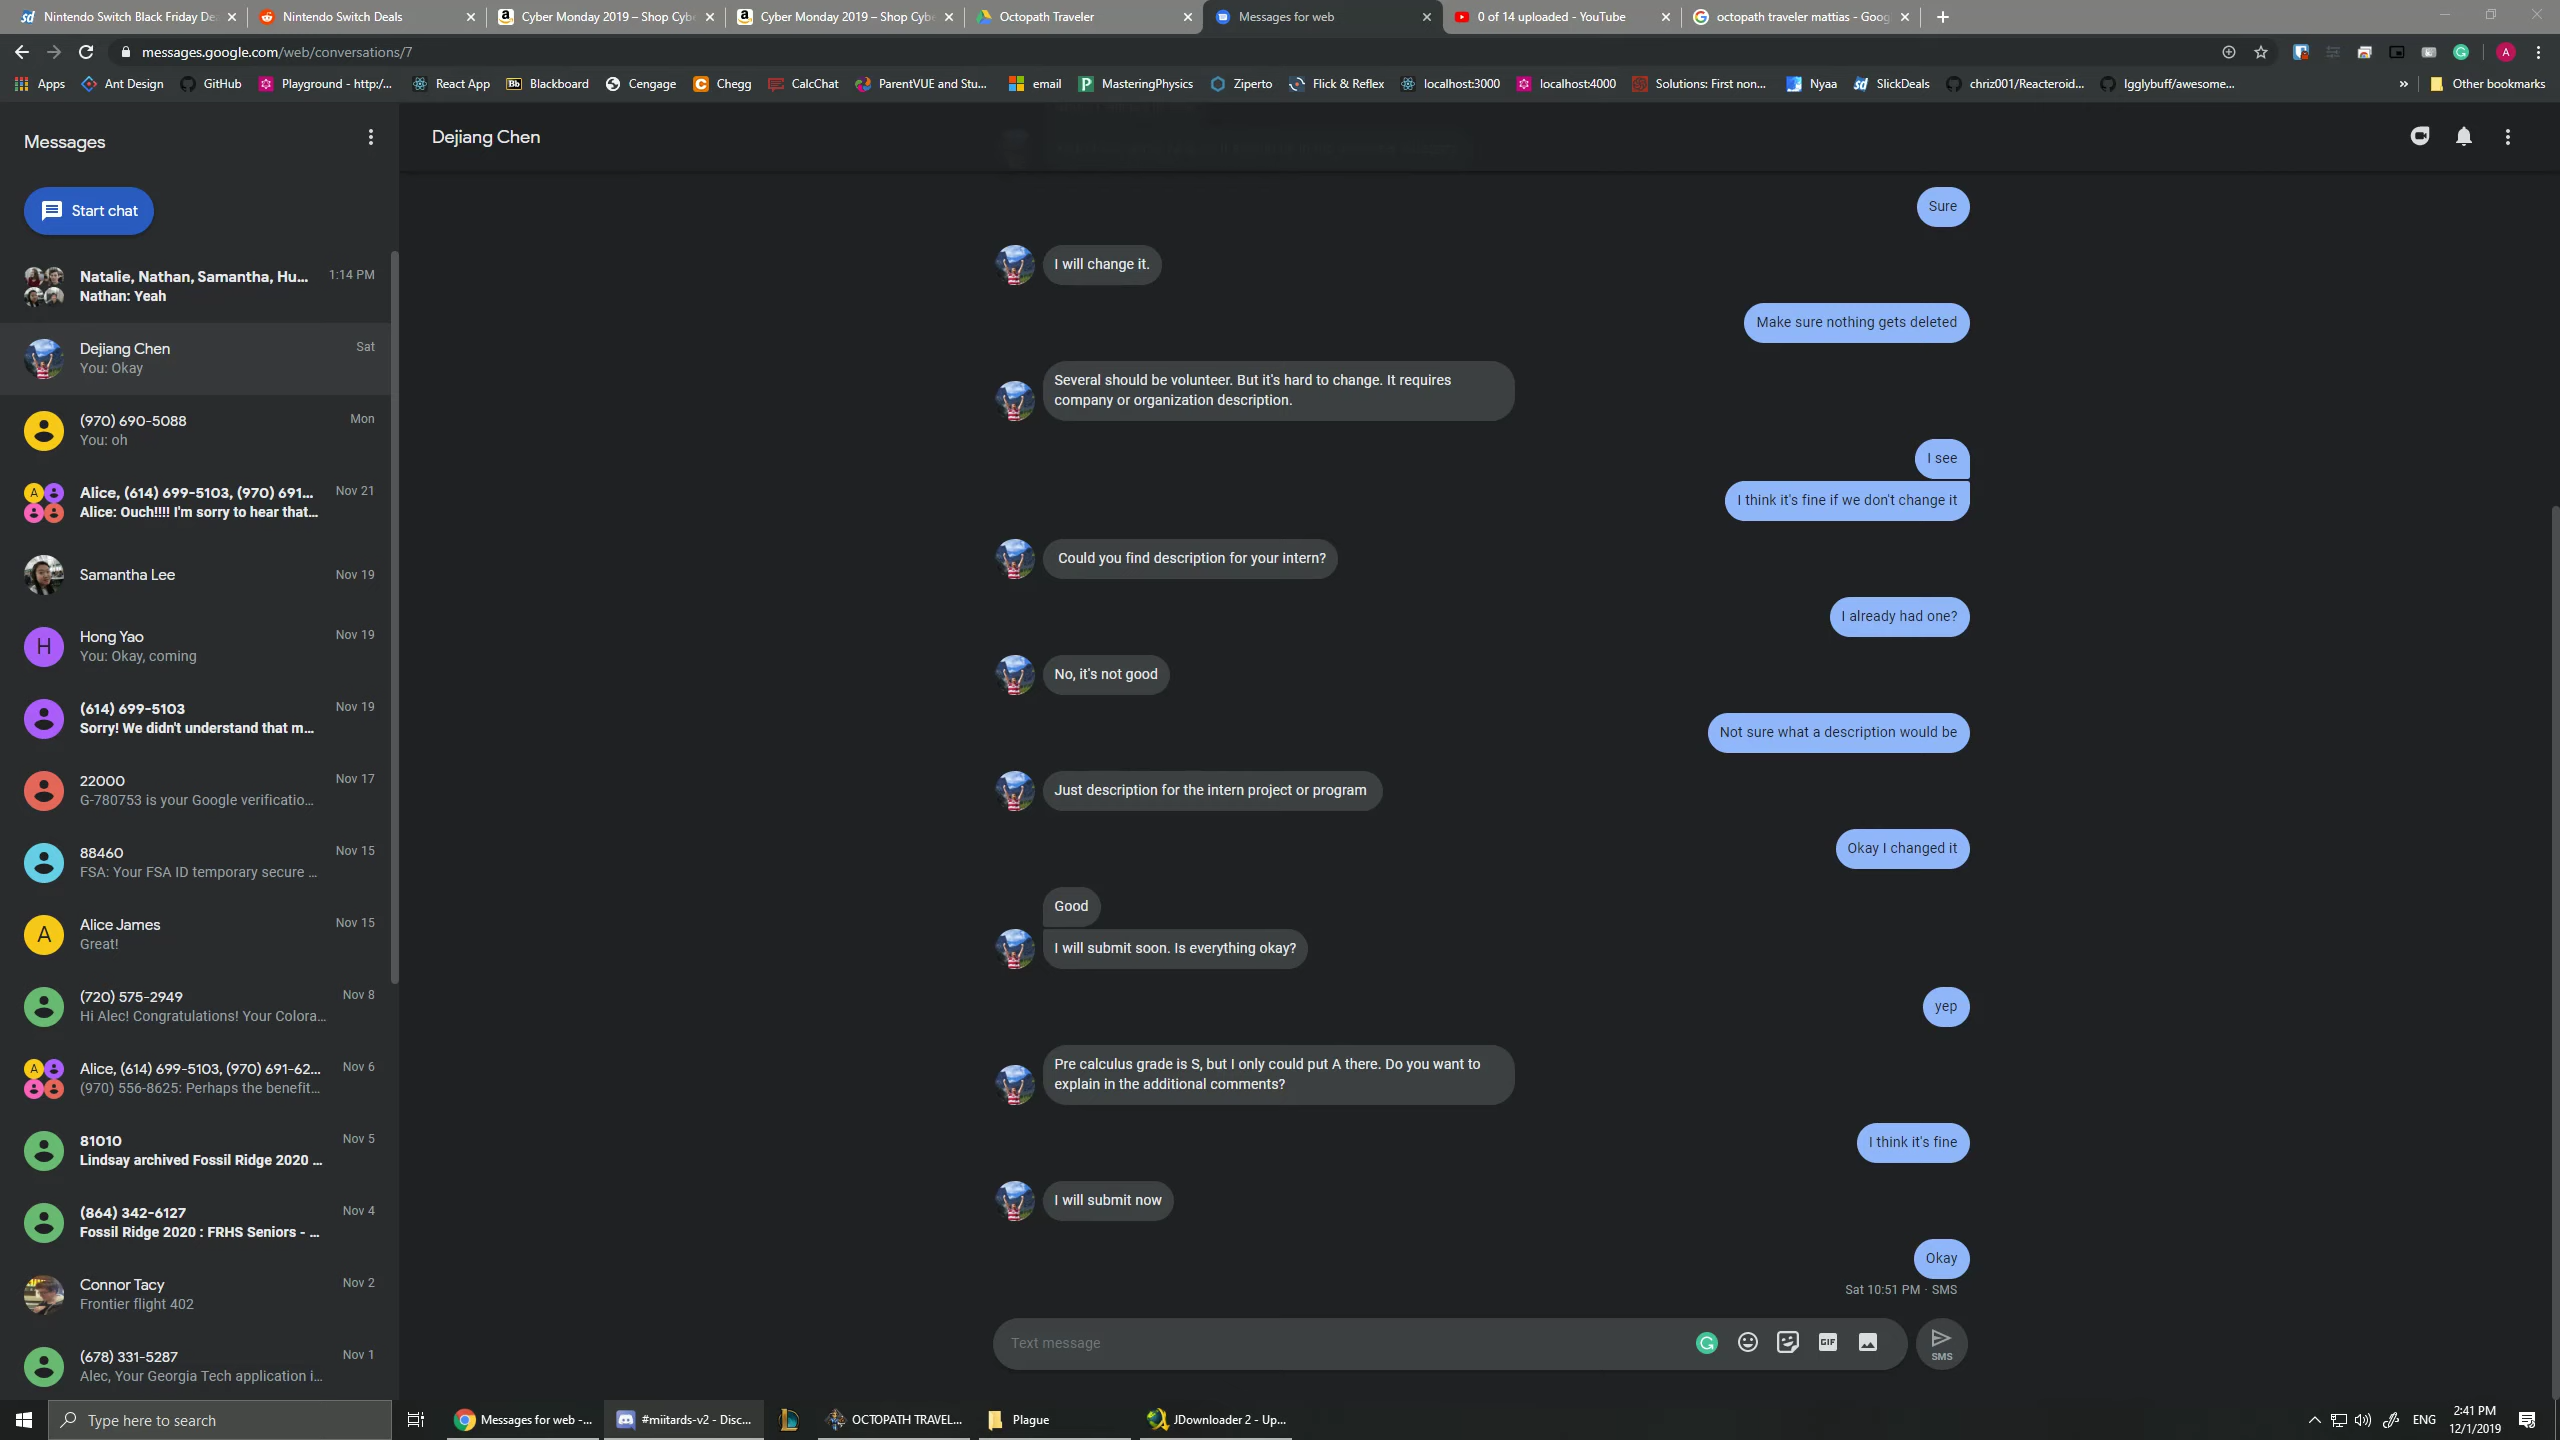 Nintendo Switch Black Friday De
Nintendo Switch Deals
Cyber Monday 2019 – Shop Cybe
Cyber Monday 2019 – Shop Cybe
Octopath Traveler
Messages for web
0 of 14 uploaded - YouTube
octopath traveler mattias - Goog
messages.google.com/web/conversations/7
Apps
Ant Design
GitHub
Playground - http:/...
React App
Blackboard
Cengage
Chegg
CalcChat
ParentVUE and Stu...
email
MasteringPhysics
Ziperto
Flick & Reflex
localhost:3000
localhost:4000
Solutions: First non...
Nyaa
SlickDeals
chriz001/Reacteroid...
Igglybuff/awesome...
»
Other bookmarks
Messages
Start chat
Natalie, Nathan, Samantha, Hu... 1:14 PM
Nathan: Yeah
Dejiang Chen Sat
You: Okay
(970) 690-5088 Mon
You: oh
Alice, (614) 699-5103, (970) 691... Nov 21
Alice: Ouch!!!! I'm sorry to hear that...
Samantha Lee Nov 19
H
Hong Yao Nov 19
You: Okay, coming
(614) 699-5103 Nov 19
Sorry! We didn't understand that m...
22000 Nov 17
G-780753 is your Google verificatio...
88460 Nov 15
FSA: Your FSA ID temporary secure ...
A
Alice James Nov 15
Great!
(720) 575-2949 Nov 8
Hi Alec! Congratulations! Your Colora...
Alice, (614) 699-5103, (970) 691-62... Nov 6
(970) 556-8625: Perhaps the benefit...
81010 Nov 5
Lindsay archived Fossil Ridge 2020 ...
(864) 342-6127 Nov 4
Fossil Ridge 2020 : FRHS Seniors - ...
Connor Tacy Nov 2
Frontier flight 402
(678) 331-5287 Nov 1
Alec, Your Georgia Tech application i...
Dejiang Chen
Sure
I will change it.
Make sure nothing gets deleted
Several should be volunteer. But it's hard to change. It requires
company or organization description.
I see
I think it's fine if we don't change it
Could you find description for your intern?
I already had one?
No, it's not good
Not sure what a description would be
Just description for the intern project or program
Okay I changed it
Good
I will submit soon. Is everything okay?
yep
Pre calculus grade is S, but I only could put A there. Do you want to
explain in the additional comments?
I think it's fine
I will submit now
Okay
Sat 10:51 PM · SMS
Text message
GIF
SMS
Type here to search
Messages for web -...
#miitards-v2 - Disc...
OCTOPATH TRAVEL...
Plague
JDownloader 2 - Up...
ENG
2:41 PM
12/1/2019